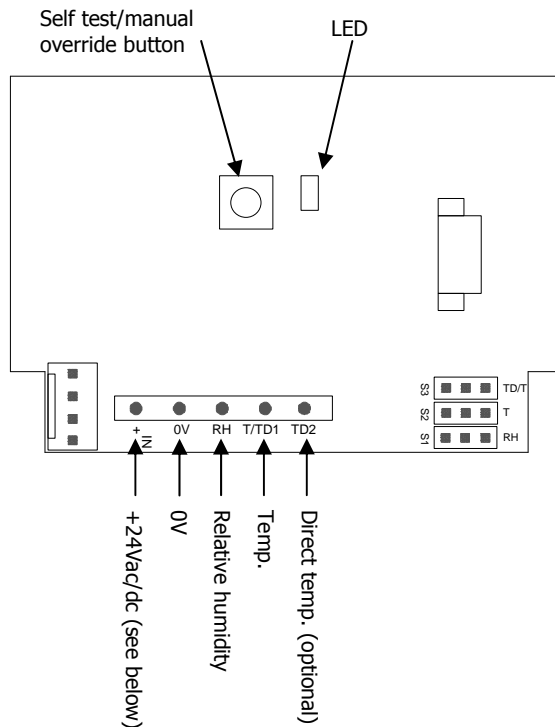 Self test/manual
override button
LED
S3 TD/T
S2 T
S1 RH
+ IN 0V RH T/TD1 TD2
+24Vac/dc (see below)
0V
Relative humidity
Temp.
Direct temp. (optional)